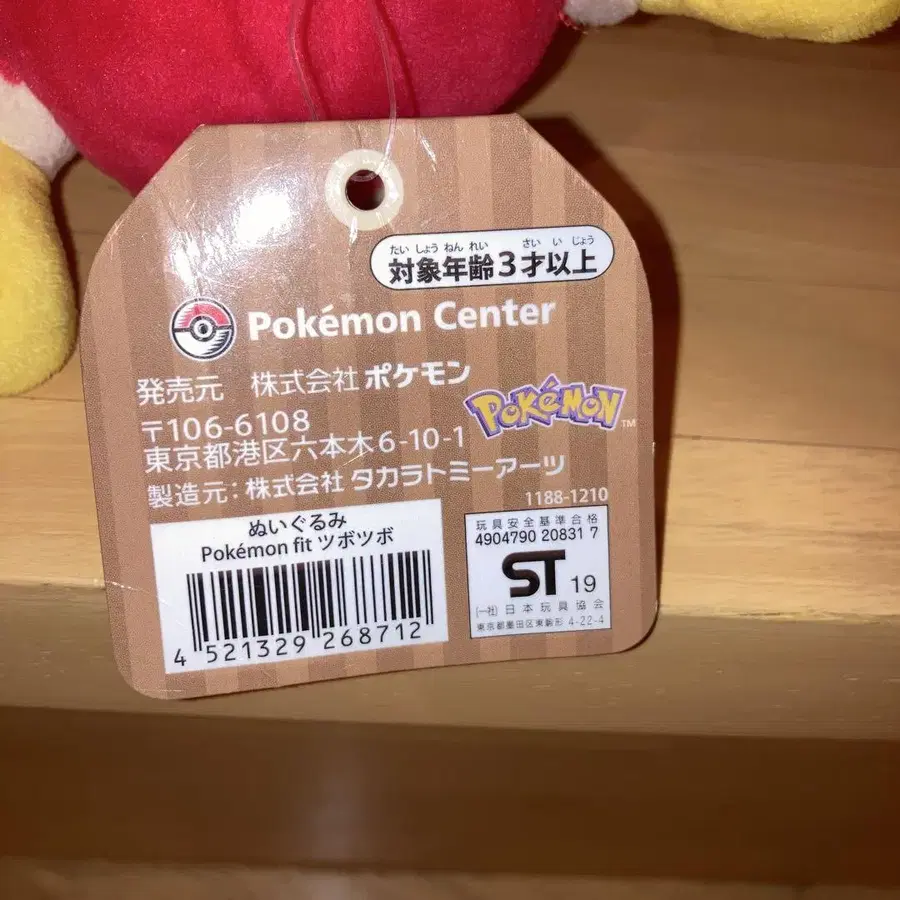 たいしょうねんれい さいいじょう
対象年齢3才以上
Pokémon Center
発売元 株式会社 ポケモン
POKéMON TM
〒106-6108
東京都港区六本木6-10-1
製造元：株式会社 タカラトミーアーツ
1188-1210
ぬいぐるみ
Pokémon fit ツボツボ
4 521329 268712
玩具安全基準合格
4904790 20831 7
ST 19
(一社)日本玩具協会
東京都墨田区東駒形 4-22-4